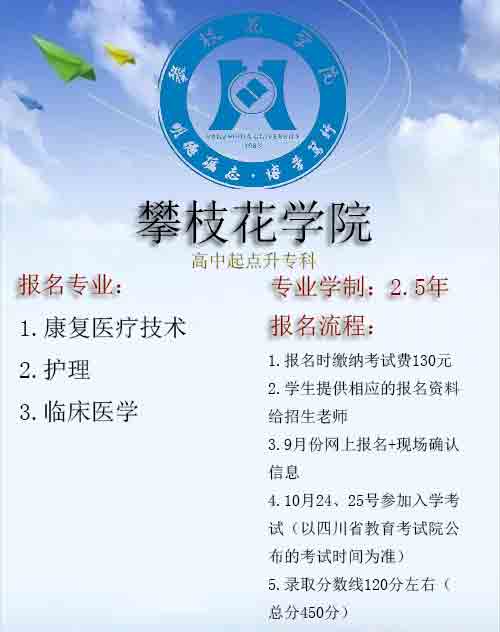 攀枝花学院
PANZHIHUA UNIVERSITY
1983
明德砺志·博学笃行
攀枝花学院
高中起点升专科
报名专业：
1.康复医疗技术
2.护理
3.临床医学
专业学制：2.5年
报名流程：
1.报名时缴纳考试费130元
2.学生提供相应的报名资料
给招生老师
3.9月份网上报名+现场确认
信息
4.10月24、25号参加入学考
试（以四川省教育考试院公
布的考试时间为准）
5.录取分数线120分左右（
总分450分）